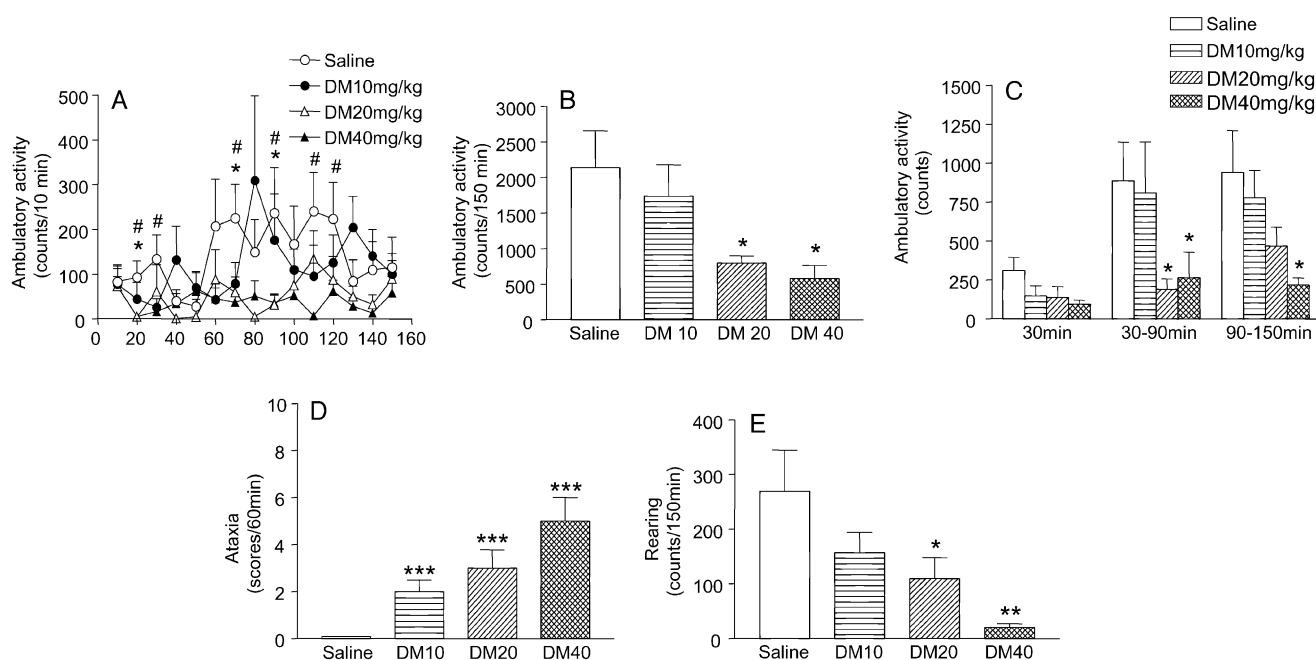 Saline
DM10mg/kg
DM20mg/kg
DM40mg/kg
A
Ambulatory activity
(counts/10 min)
500
400
300
200
100
0
# # # # # #
* * *
0 20 40 60 80 100 120 140 160
B
Ambulatory activity
(counts/150 min)
3000
2500
2000
1500
1000
500
0
* *
Saline DM 10 DM 20 DM 40
Saline
DM10mg/kg
DM20mg/kg
DM40mg/kg
C
Ambulatory activity
(counts)
1500
1250
1000
750
500
250
0
* * *
30min 30-90min 90-150min
D
Ataxia
(scores/60min)
10
8
6
4
2
0
*** *** ***
Saline DM10 DM20 DM40
E
Rearing
(counts/150min)
400
300
200
100
0
* **
Saline DM10 DM20 DM40